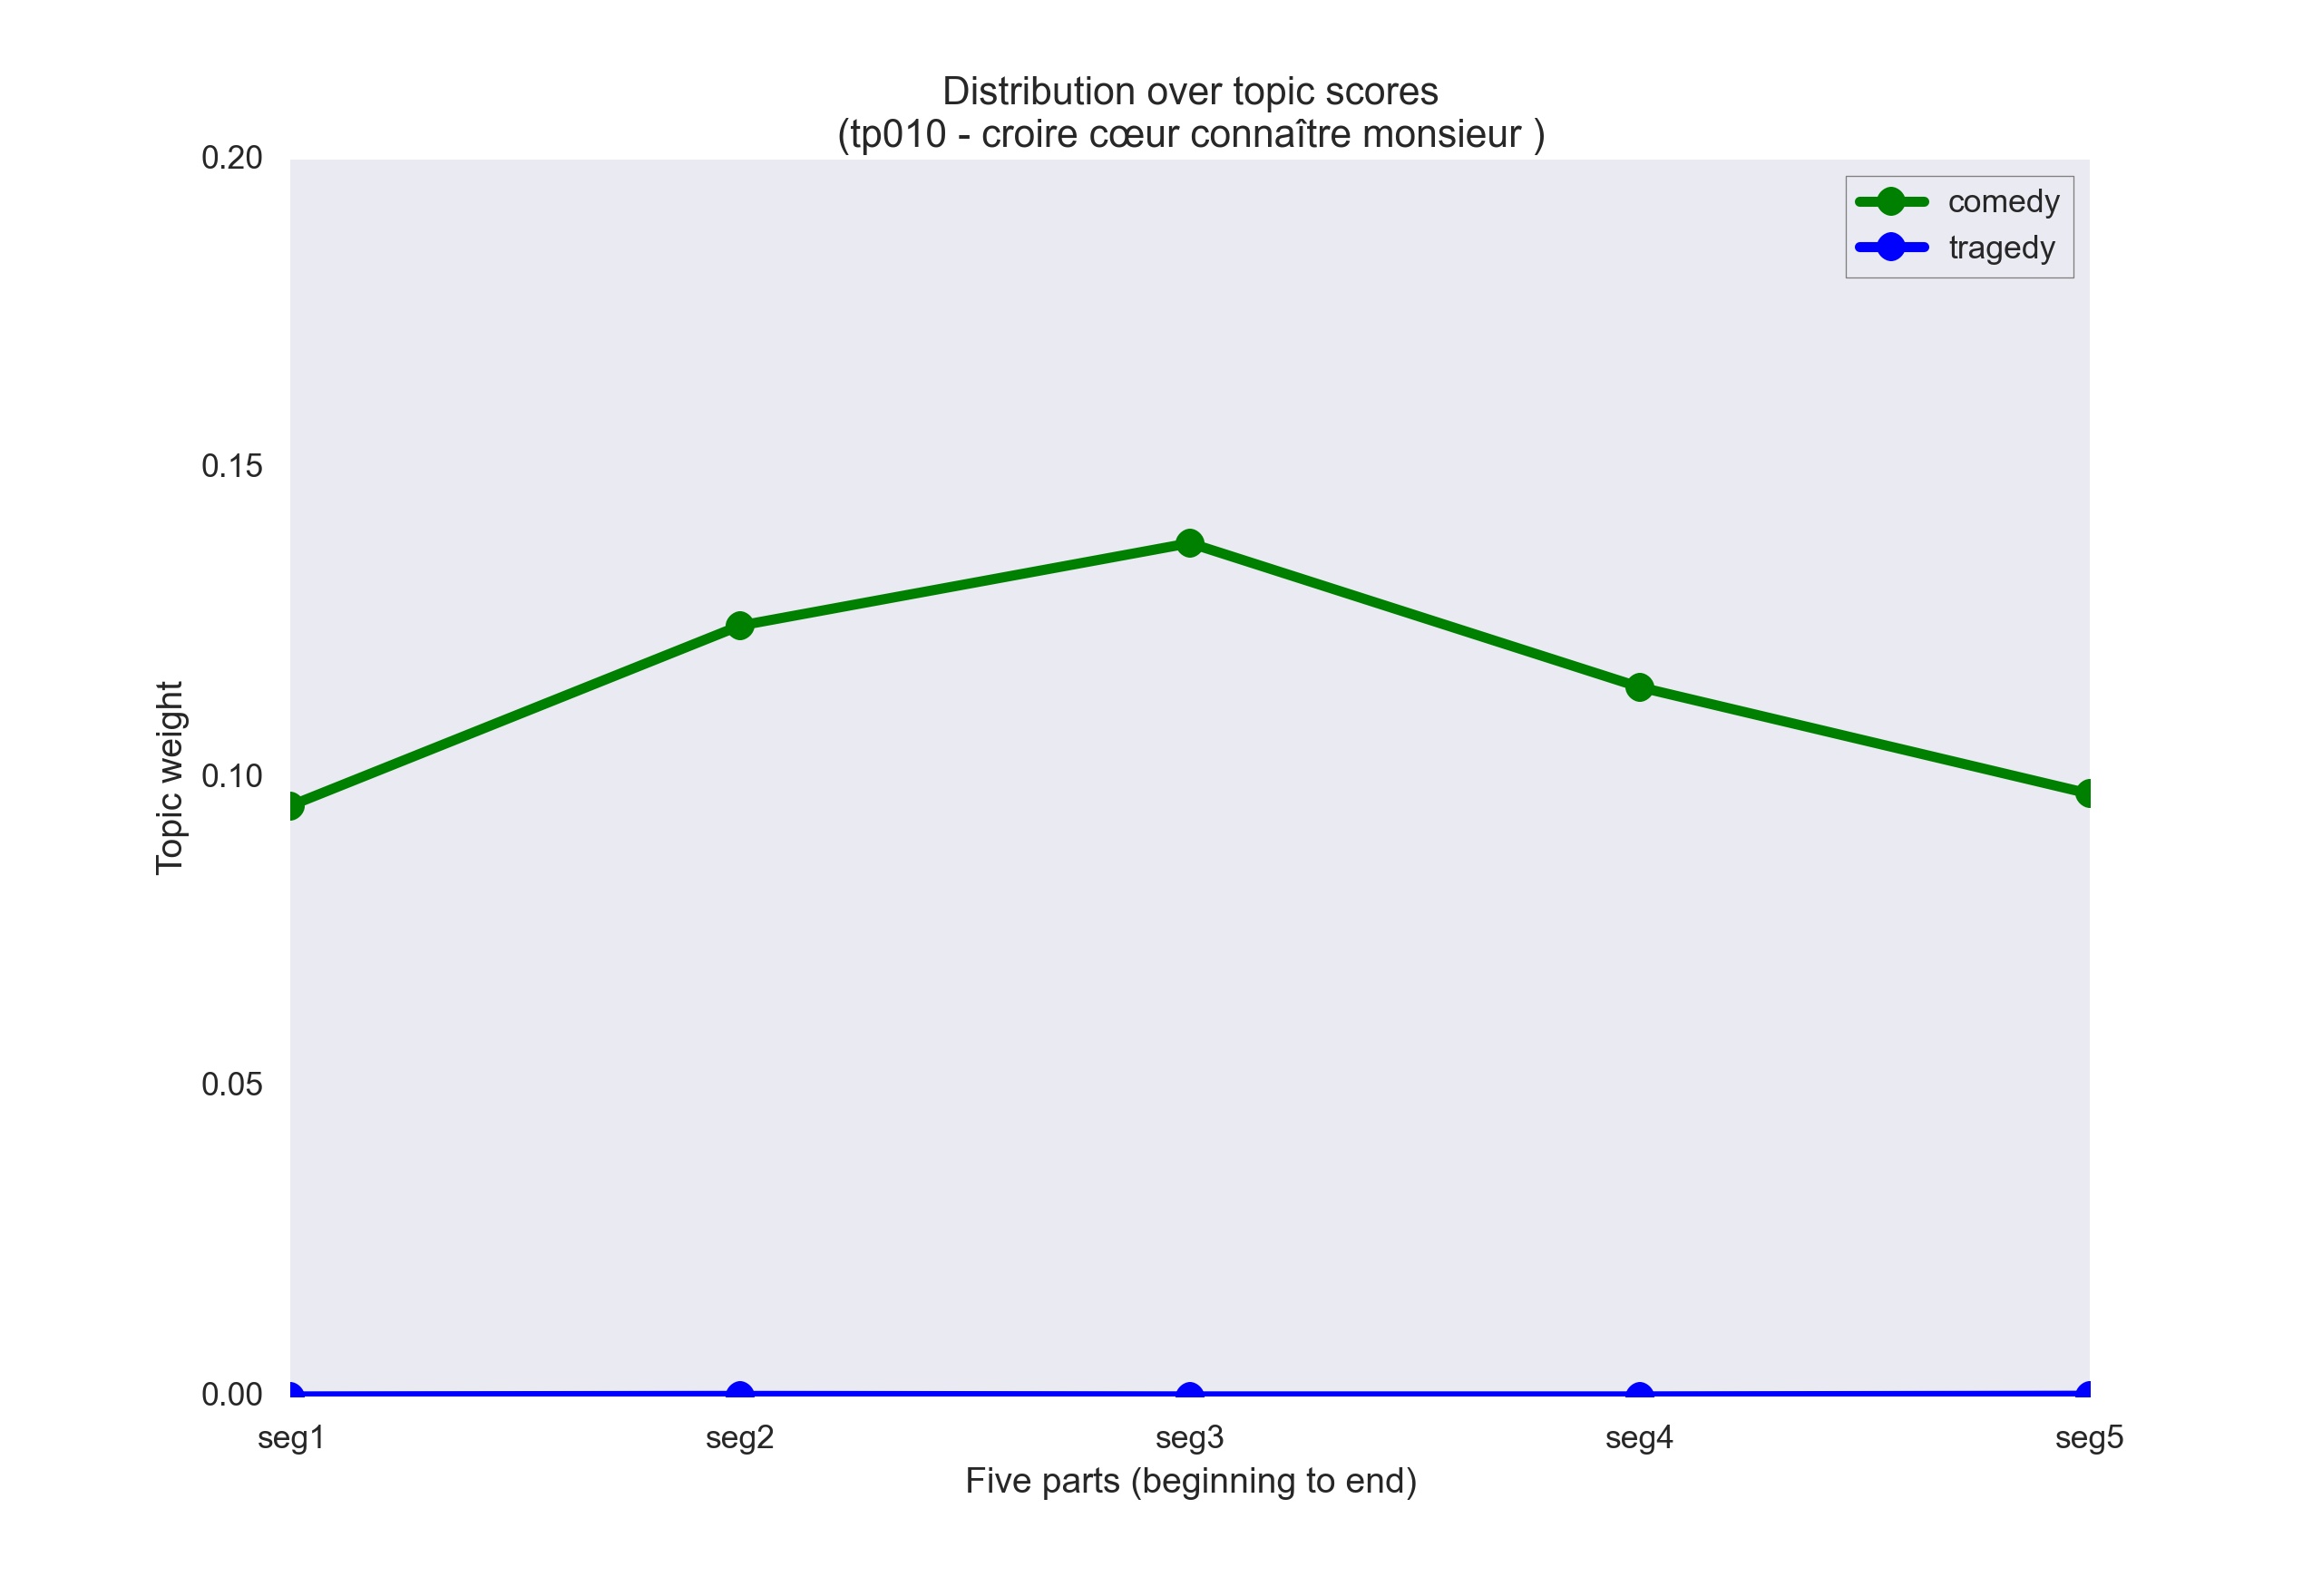 Distribution over topic scores
(tp010 - croire cœur connaître monsieur )
0.20
0.15
0.10
0.05
0.00
Topic weight
comedy
tragedy
seg1 seg2 seg3 seg4 seg5
Five parts (beginning to end)